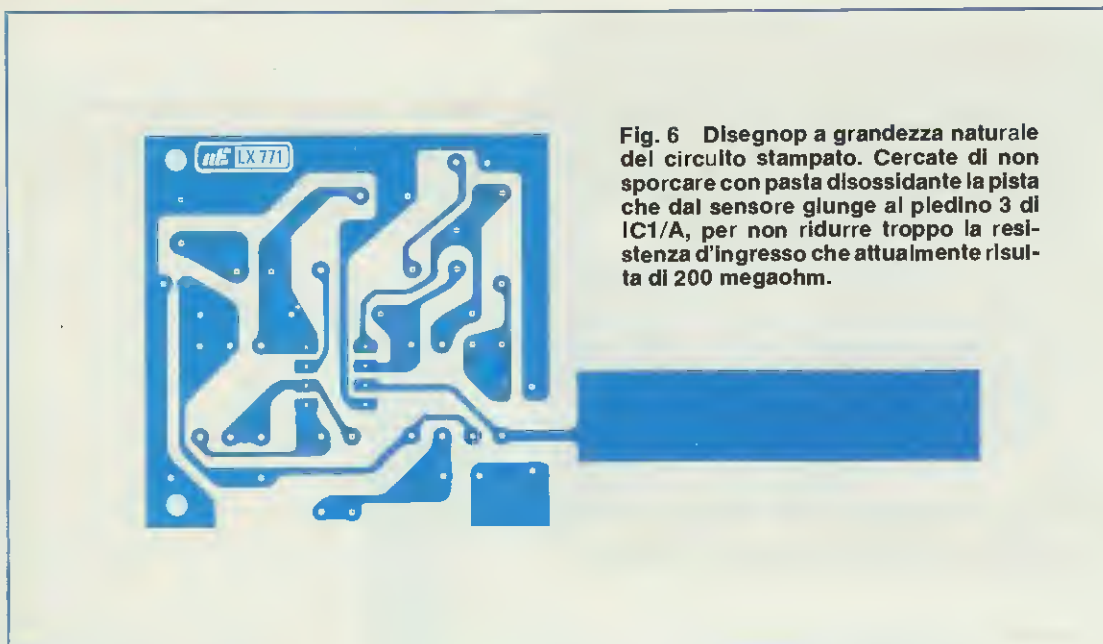 nE LX 771
Fig. 6 Disegnop a grandezza naturale
del circuito stampato. Cercate di non
sporcare con pasta disossidante la pista
che dal sensore giunge al piedino 3 di
IC1/A, per non ridurre troppo la resi-
stenza d'ingresso che attualmente risul-
ta di 200 megaohm.